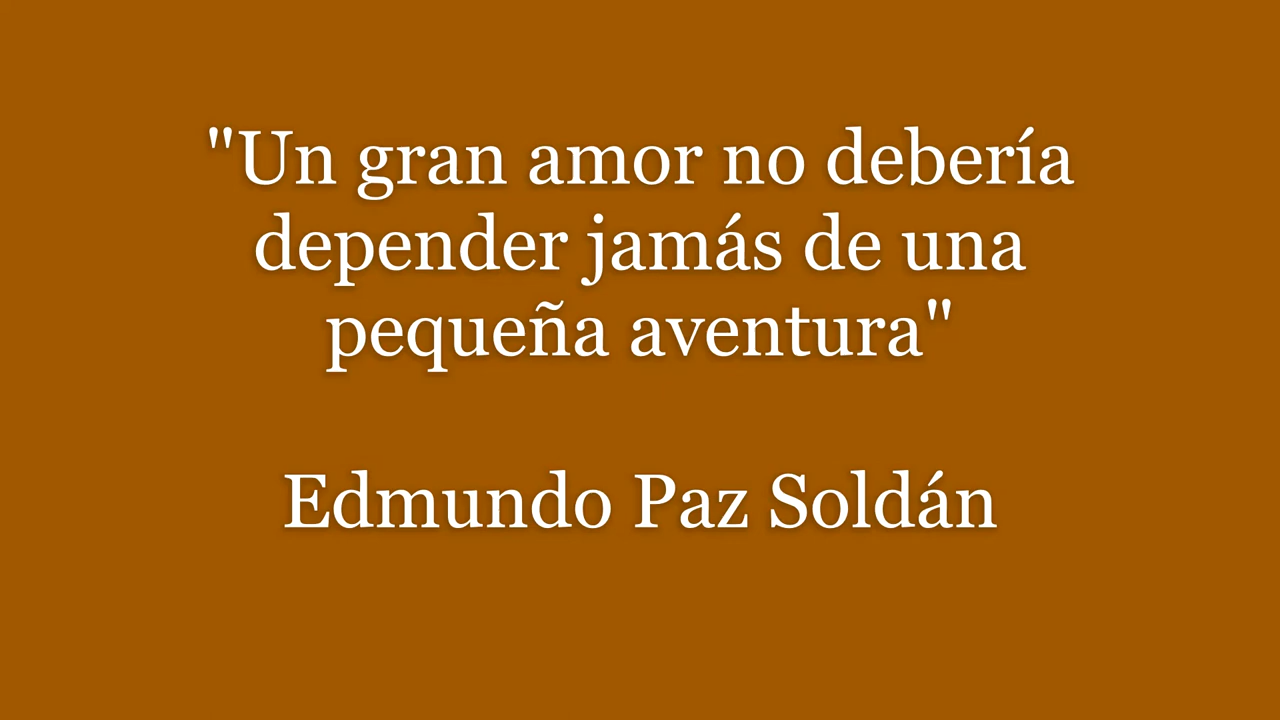 "Un gran amor no debería
depender jamás de una
pequeña aventura"
Edmundo Paz Soldán